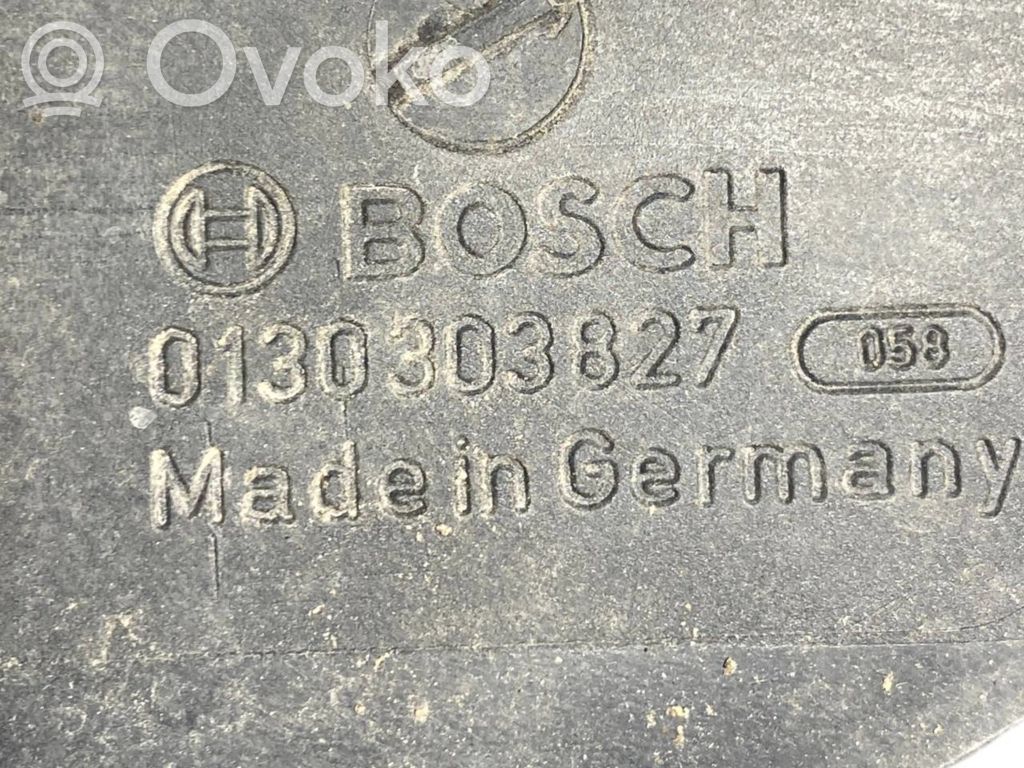 Ovoko
BOSCH
0130303827 058
Made in Germany